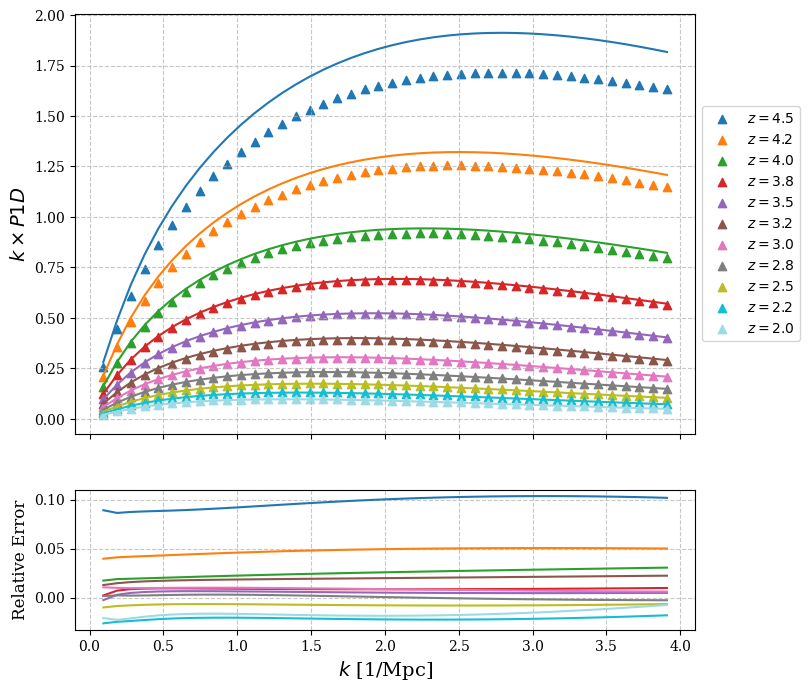 2.00
1.75
1.50
1.25
1.00
0.75
0.50
0.25
0.00
k × P1D
z = 4.5
z = 4.2
z = 4.0
z = 3.8
z = 3.5
z = 3.2
z = 3.0
z = 2.8
z = 2.5
z = 2.2
z = 2.0
0.10
0.05
0.00
Relative Error
0.0 0.5 1.0 1.5 2.0 2.5 3.0 3.5 4.0
k [1/Mpc]